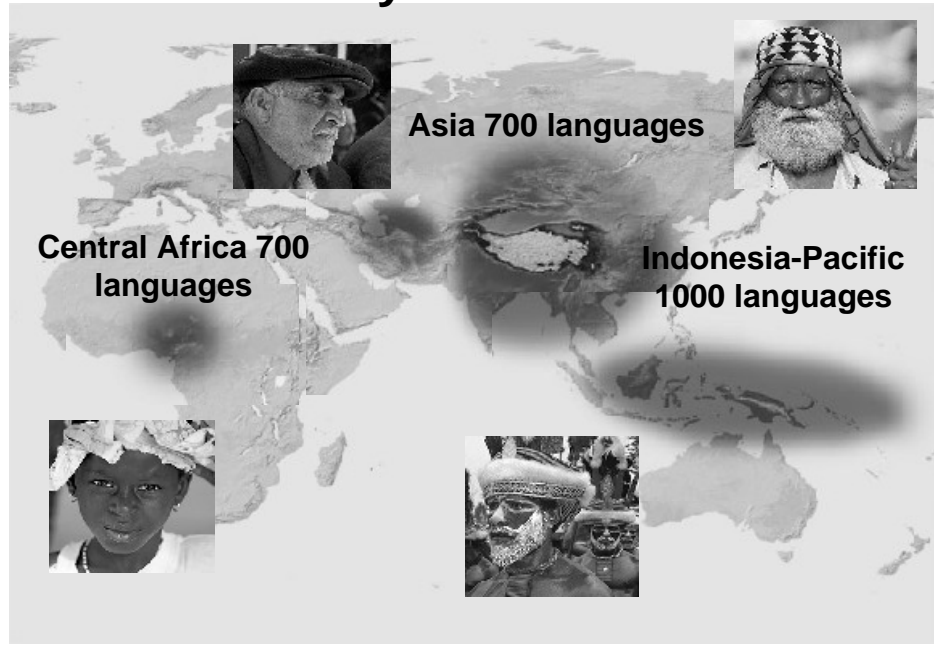 Asia 700 languages
Central Africa 700
languages
Indonesia-Pacific
1000 languages